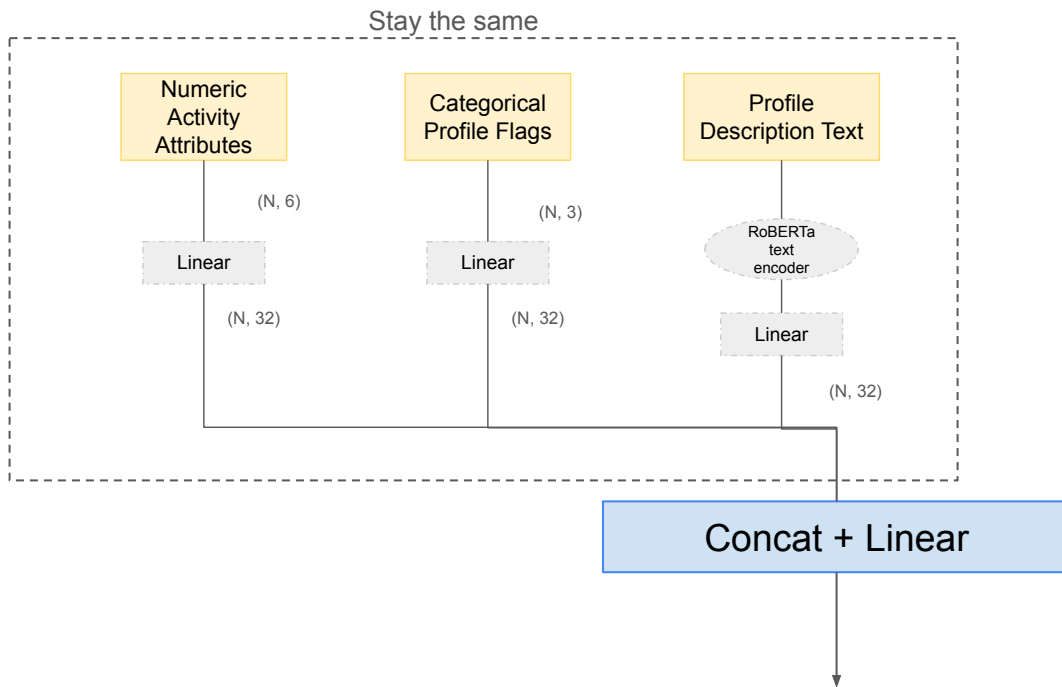 Stay the same
Numeric
Activity
Attributes
Categorical
Profile Flags
Profile
Description Text
(N, 6)
(N, 3)
RoBERTa
text
encoder
Linear
Linear
(N, 32)
(N, 32)
Linear
(N, 32)
Concat + Linear